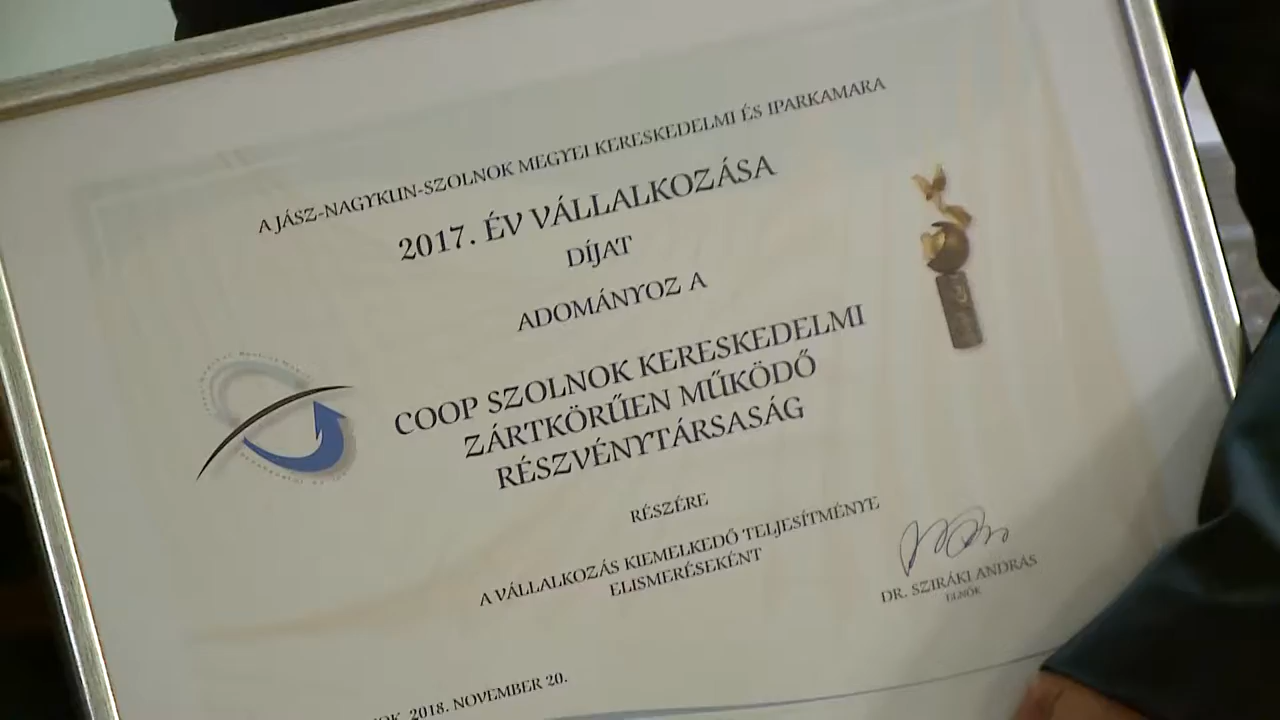 A JÁSZ-NAGYKUN-SZOLNOK MEGYEI KERESKEDELMI ÉS IPARKAMARA
2017. ÉV VÁLLALKOZÁSA
DÍJAT
ADOMÁNYOZ A
COOP SZOLNOK KERESKEDELMI
ZÁRTKÖRŰEN MŰKÖDŐ
RÉSZVÉNYTÁRSASÁG
RÉSZÉRE
A VÁLLALKOZÁS KIEMELKEDŐ TELJESÍTMÉNYE
ELISMERÉSEKÉNT
DR. SZIRÁKI ANDRÁS
ELNÖK
2018. NOVEMBER 20.